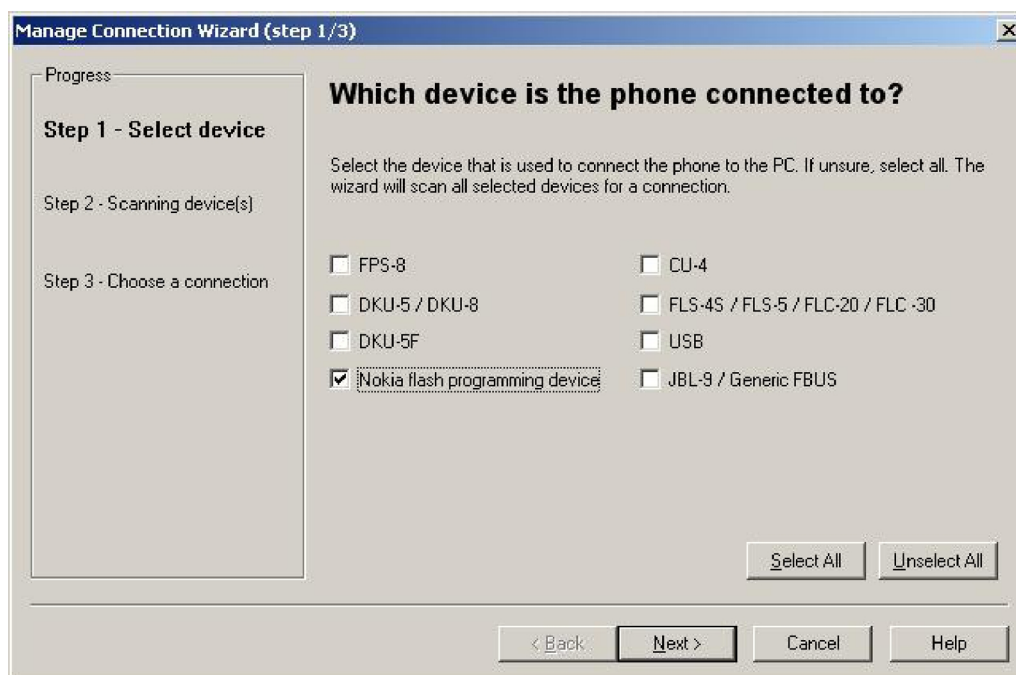 Manage Connection Wizard (step 1/3)
Progress
Step 1 - Select device
Step 2 - Scanning device(s)
Step 3 - Choose a connection
Which device is the phone connected to?
Select the device that is used to connect the phone to the PC. If unsure, select all. The
wizard will scan all selected devices for a connection.
FPS-8
CU-4
DKU-5 / DKU-8
FLS-4S / FLS-5 / FLC-20 / FLC -30
DKU-5F
USB
Nokia flash programming device
JBL-9 / Generic FBUS
Select All
Unselect All
< Back
Next >
Cancel
Help